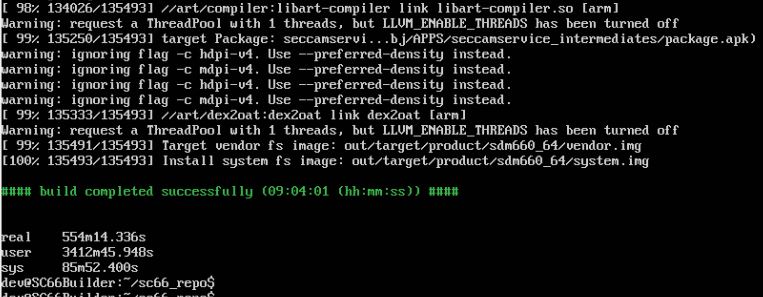 [ 98% 134026/135493] //art/compiler:libart-compiler link libart-compiler.so [arm]
Warning: request a ThreadPool with 1 threads, but LLVM_ENABLE_THREADS has been turned off
[ 99% 135250/135493] target Package: seccamservi...bj/APPS/seccamservice_intermediates/package.apk)
warning: ignoring flag -c hdpi-v4. Use --preferred-density instead.
warning: ignoring flag -c mdpi-v4. Use --preferred-density instead.
warning: ignoring flag -c hdpi-v4. Use --preferred-density instead.
warning: ignoring flag -c mdpi-v4. Use --preferred-density instead.
[ 99% 135333/135493] //art/dex2oat:dex2oat link dex2oat [arm]
Warning: request a ThreadPool with 1 threads, but LLVM_ENABLE_THREADS has been turned off
[ 99% 135491/135493] Target vendor fs image: out/target/product/sdm660_64/vendor.img
[100% 135493/135493] Install system fs image: out/target/product/sdm660_64/system.img
#### build completed successfully (09:04:01 (hh:mm:ss)) ####
real 554m14.336s
user 3412m45.948s
sys 85m52.400s
dev@SC66Builder:~/sc66_repo$
dev@SC66Builder:~/sc66_repo$